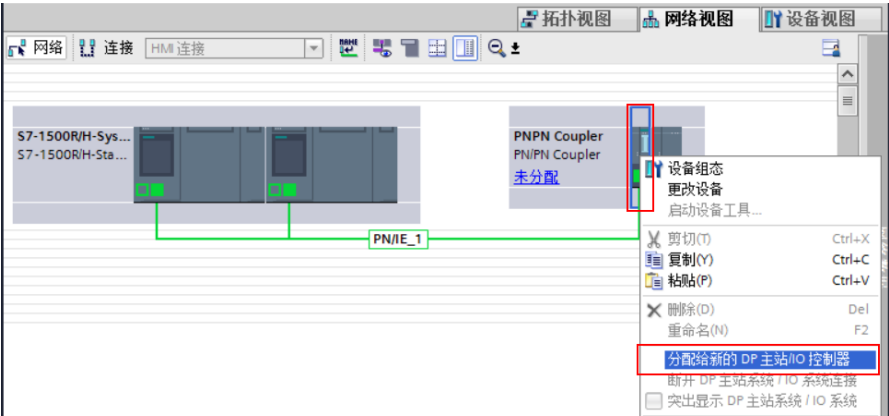 拓扑视图 网络视图 设备视图
网络 连接 HMI 连接
S7-1500R/H-Sys...
S7-1500R/H-Sta...
PNPN Coupler
PN/PN Coupler
未分配
PN/IE_1
设备组态
更改设备
启动设备工具...
剪切(T) Ctrl+X
复制(Y) Ctrl+C
粘贴(P) Ctrl+V
删除(D) Del
重命名(N) F2
分配给新的 DP 主站/IO 控制器
断开 DP 主站系统 / IO 系统连接
突出显示 DP 主站系统 / IO 系统